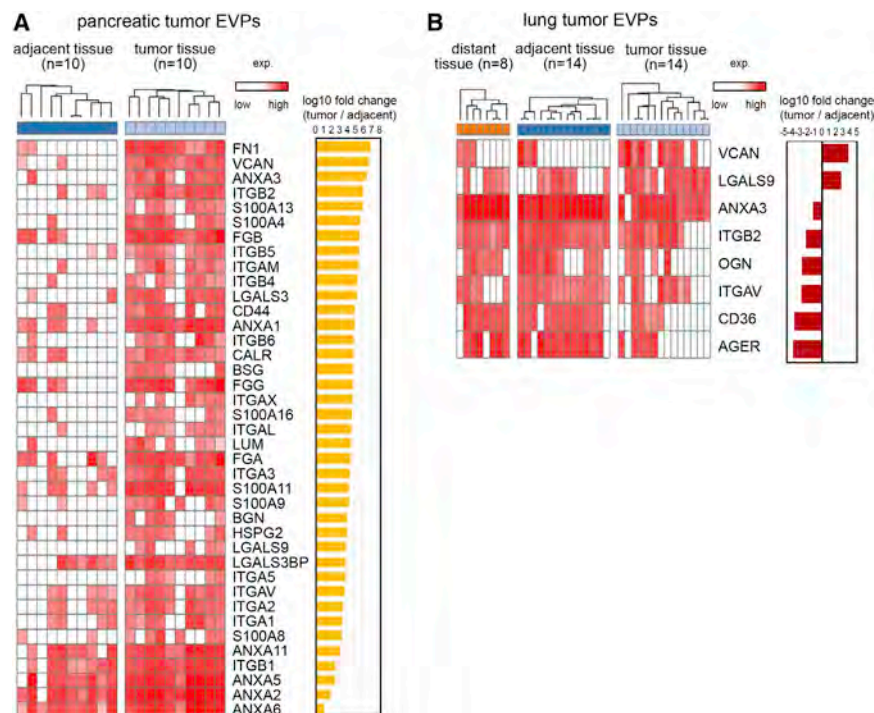 A
pancreatic tumor EVPs
adjacent tissue
(n=10)
tumor tissue
(n=10)
exp.
low high
log10 fold change
(tumor / adjacent)
0 1 2 3 4 5 6 7 8
FN1
VCAN
ANXA3
ITGB2
S100A13
S100A4
FGB
ITGB5
ITGAM
ITGB4
LGALS3
CD44
ANXA1
ITGB6
CALR
BSG
FGG
ITGAX
S100A16
ITGAL
LUM
FGA
ITGA3
S100A11
S100A9
BGN
HSPG2
LGALS9
LGALS3BP
ITGA5
ITGAV
ITGA2
ITGA1
S100A8
ANXA11
ITGB1
ANXA5
ANXA2
ANXA6
B
lung tumor EVPs
distant
tissue (n=8)
adjacent tissue
(n=14)
tumor tissue
(n=14)
exp.
low high
log10 fold change
(tumor / adjacent)
-5-4-3-2-1 0 1 2 3 4 5
VCAN
LGALS9
ANXA3
ITGB2
OGN
ITGAV
CD36
AGER